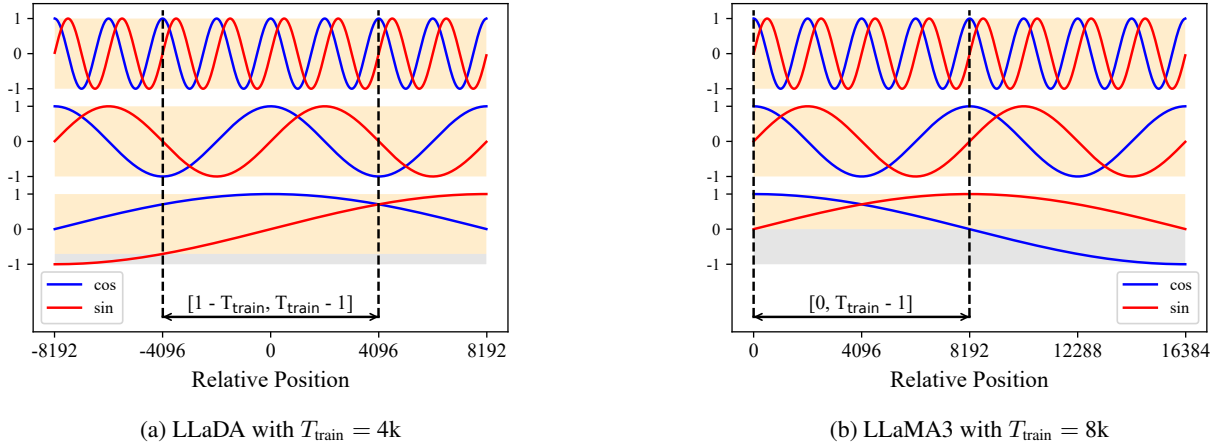 1
0
-1
1
0
-1
1
0
-1
cos
sin
[1 - T_train, T_train - 1]
-8192
-4096
0
4096
8192
Relative Position
(a) LLaDA with T_train = 4k
1
0
-1
1
0
-1
1
0
-1
cos
sin
[0, T_train - 1]
0
4096
8192
12288
16384
Relative Position
(b) LLaMA3 with T_train = 8k